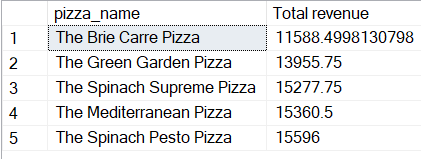 pizza_name Total revenue
1 The Brie Carre Pizza 11588.4998130798
2 The Green Garden Pizza 13955.75
3 The Spinach Supreme Pizza 15277.75
4 The Mediterranean Pizza 15360.5
5 The Spinach Pesto Pizza 15596